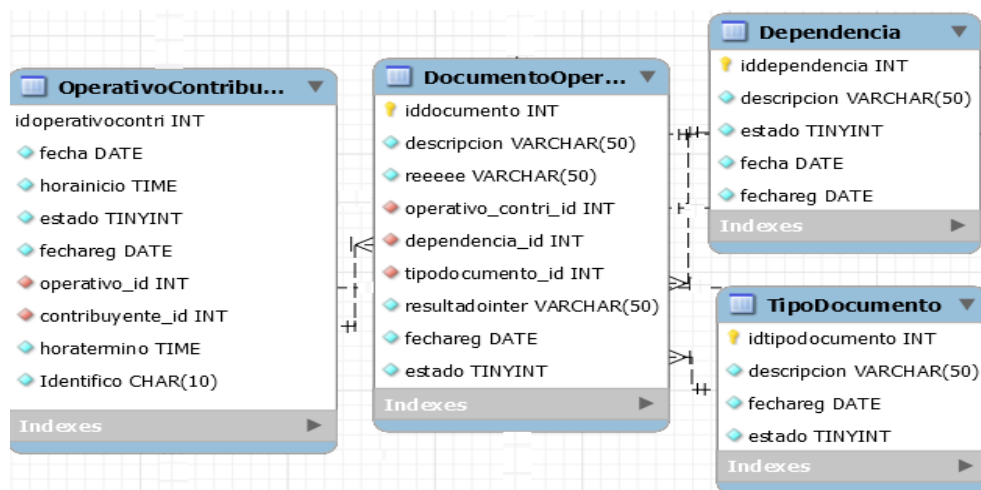 OperativoContribu...
idoperativocontri INT
fecha DATE
horainicio TIME
estado TINYINT
fechareg DATE
operativo_id INT
contribuyente_id INT
horatermino TIME
Identifico CHAR(10)
Indexes
DocumentoOper...
iddocumento INT
descripcion VARCHAR(50)
reeeee VARCHAR(50)
operativo_contri_id INT
dependencia_id INT
tipodocumento_id INT
resultadointer VARCHAR(50)
fechareg DATE
estado TINYINT
Indexes
Dependencia
iddependencia INT
descripcion VARCHAR(50)
estado TINYINT
fecha DATE
fechareg DATE
Indexes
TipoDocumento
idtipodocumento INT
descripcion VARCHAR(50)
fechareg DATE
estado TINYINT
Indexes